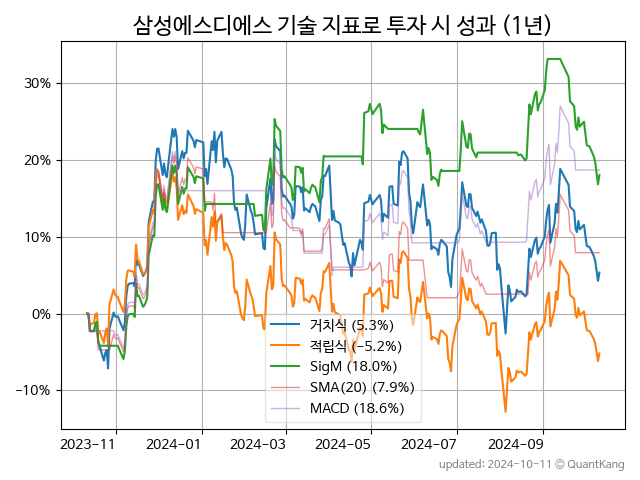 삼성에스디에스 기술 지표로 투자 시 성과 (1년)
30%
20%
10%
0%
−10%
거치식 (5.3%)
적립식 (−5.2%)
SigM (18.0%)
SMA(20) (7.9%)
MACD (18.6%)
2023-11
2024-01
2024-03
2024-05
2024-07
2024-09
updated: 2024-10-11 © QuantKang